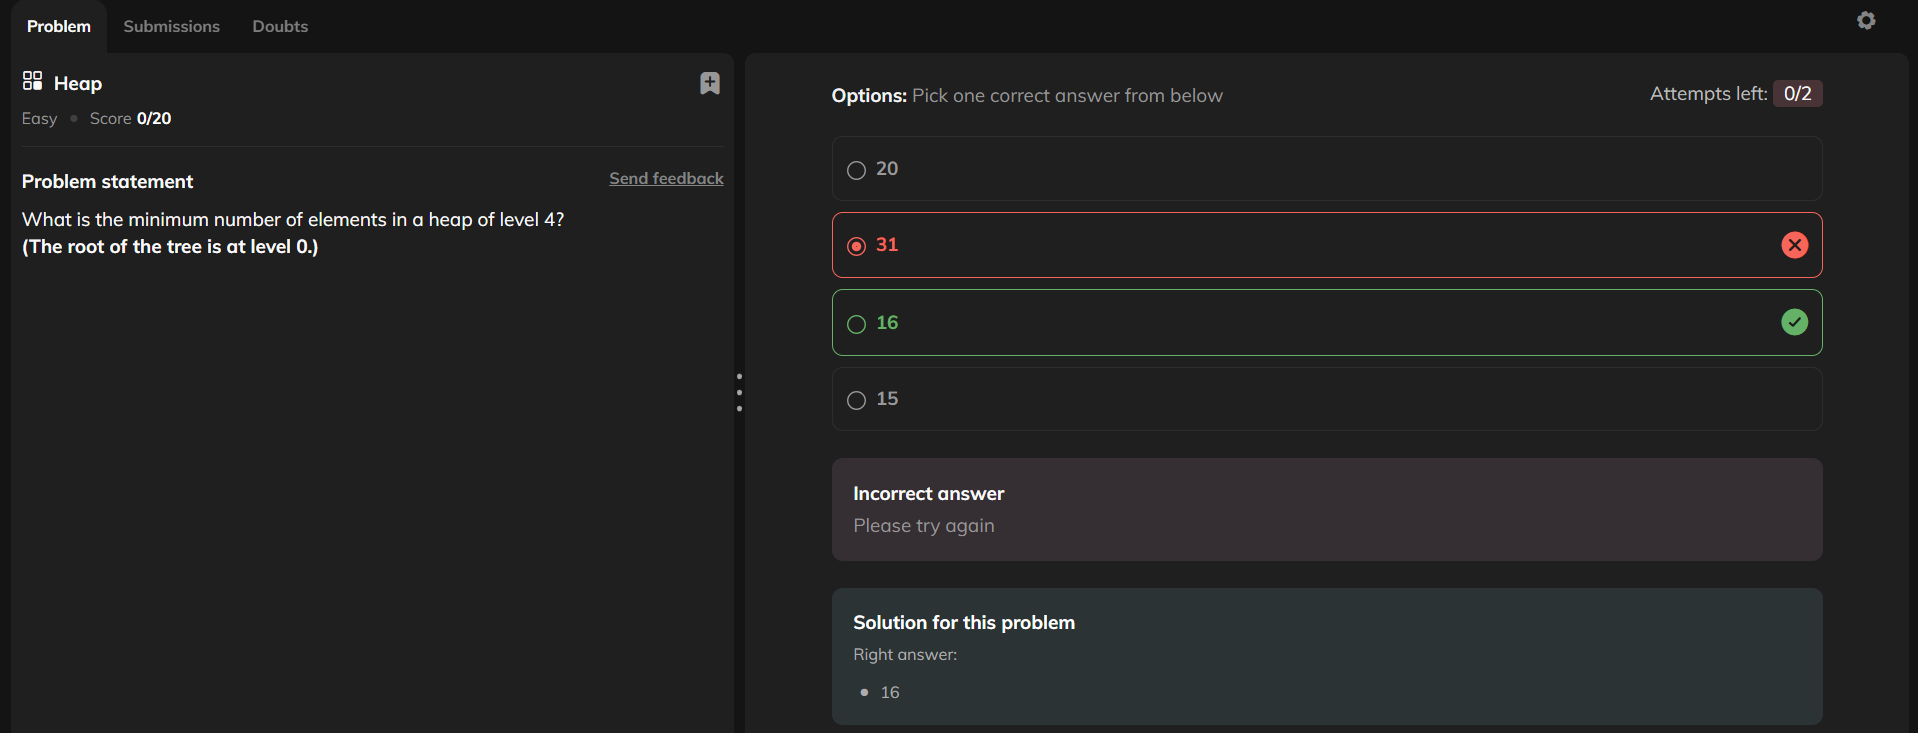 Problem
Submissions
Doubts
Heap
Easy • Score 0/20
Problem statement
Send feedback
What is the minimum number of elements in a heap of level 4?
(The root of the tree is at level 0.)
Options: Pick one correct answer from below
Attempts left: 0/2
20
31
16
15
Incorrect answer
Please try again
Solution for this problem
Right answer:
• 16